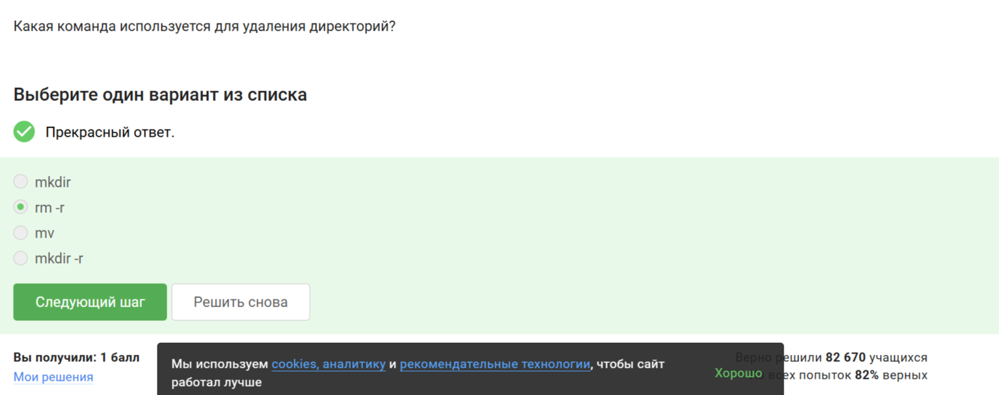 Какая команда используется для удаления директорий?
Выберите один вариант из списка
Прекрасный ответ.
mkdir
rm -r
mv
mkdir -r
Следующий шаг
Решить снова
Вы получили: 1 балл
Мои решения
Мы используем cookies, аналитику и рекомендательные технологии, чтобы сайт
работал лучше
Хорошо
Верно решили 82 670 учащихся
всех попыток 82% верных